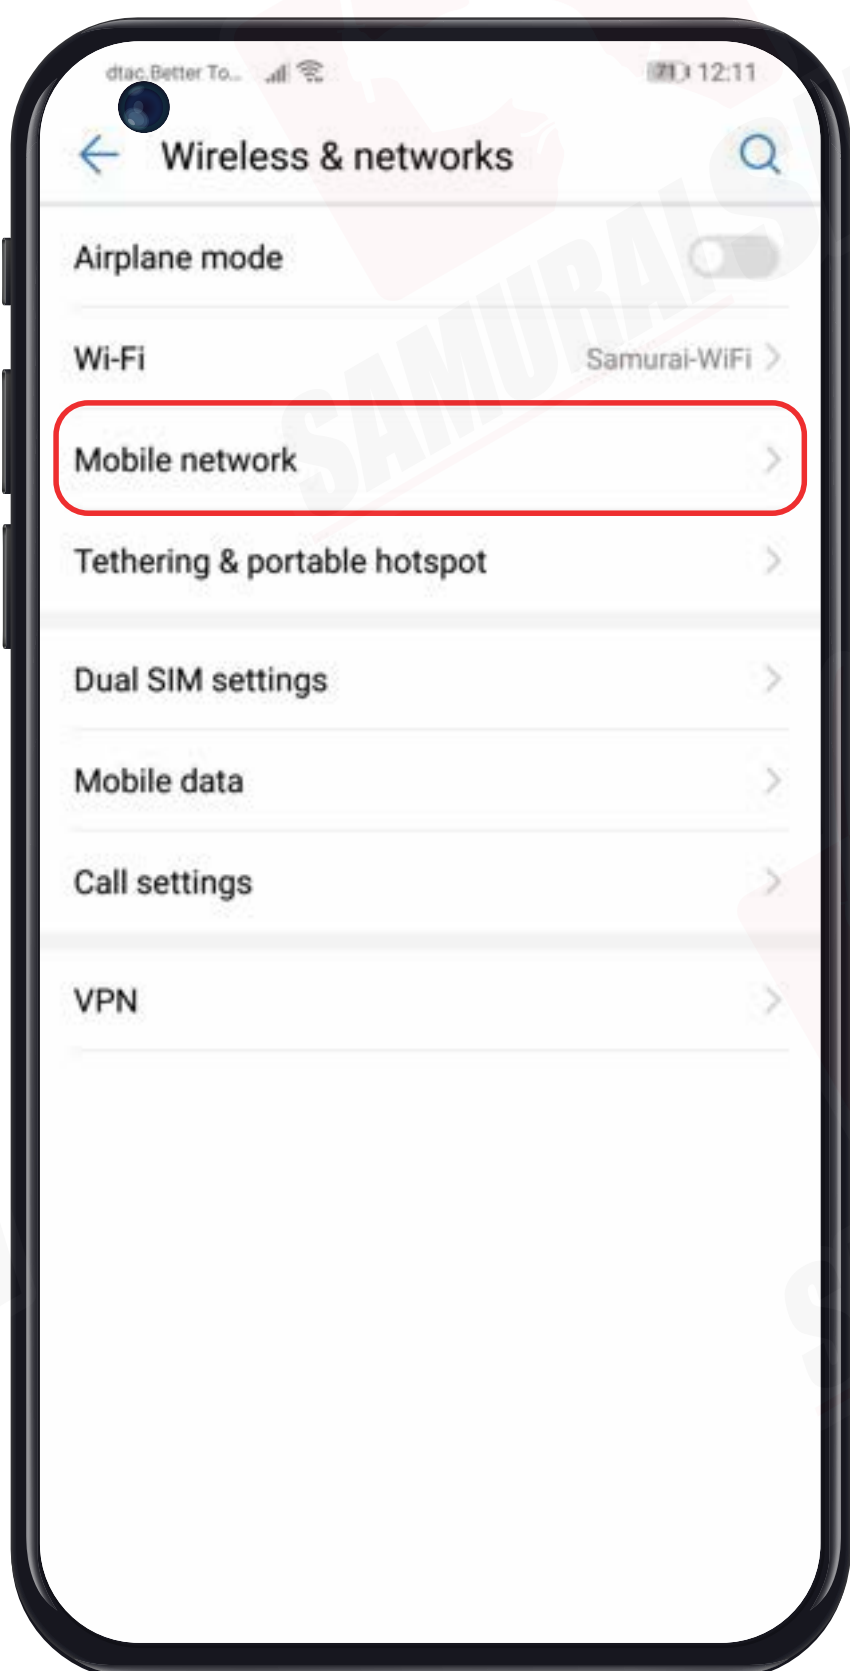 dtac.Better To...
71 12:11
Wireless & networks
Airplane mode
Wi-Fi
Samurai-WiFi
Mobile network
Tethering & portable hotspot
Dual SIM settings
Mobile data
Call settings
VPN
SAMURAI